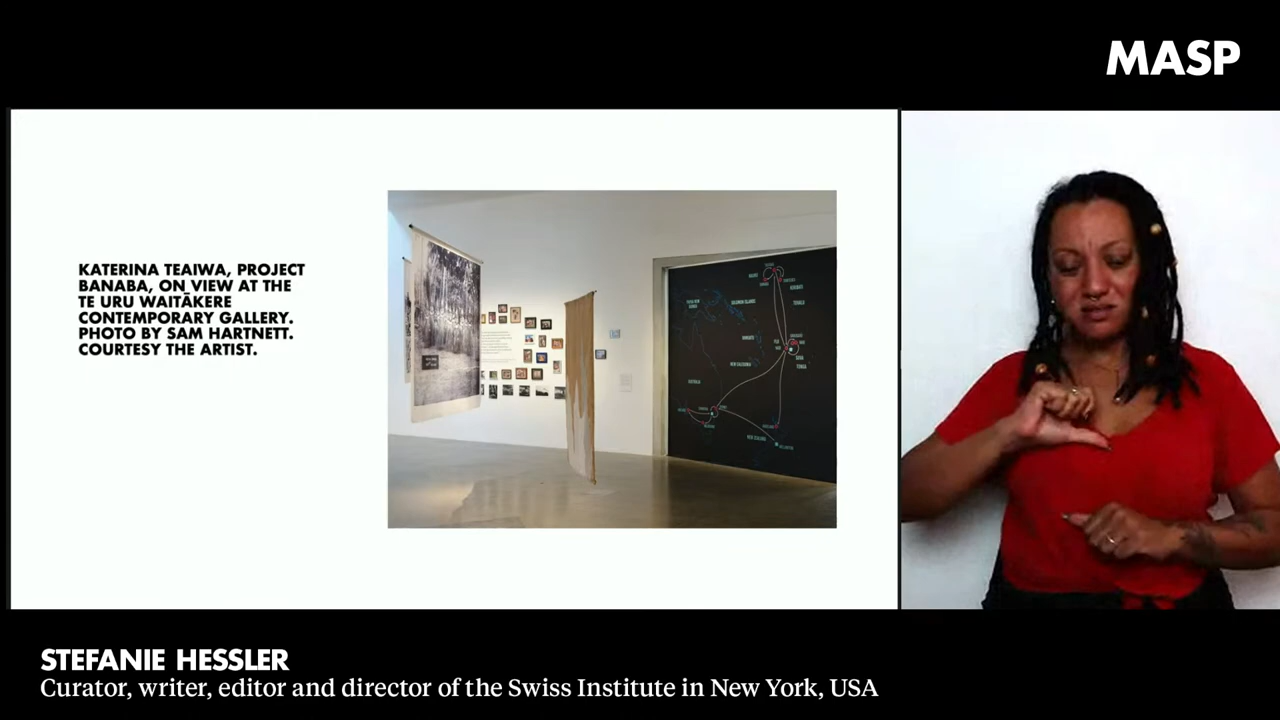 MASP
KATERINA TEAIWA, PROJECT
BANABA, ON VIEW AT THE
TE URU WAITĀKERE
CONTEMPORARY GALLERY.
PHOTO BY SAM HARTNETT.
COURTESY THE ARTIST.
SOLOMON ISLANDS
NEW CALEDONIA
AUSTRALIA
TONGA
NEW ZEALAND
STEFANIE HESSLER
Curator, writer, editor and director of the Swiss Institute in New York, USA